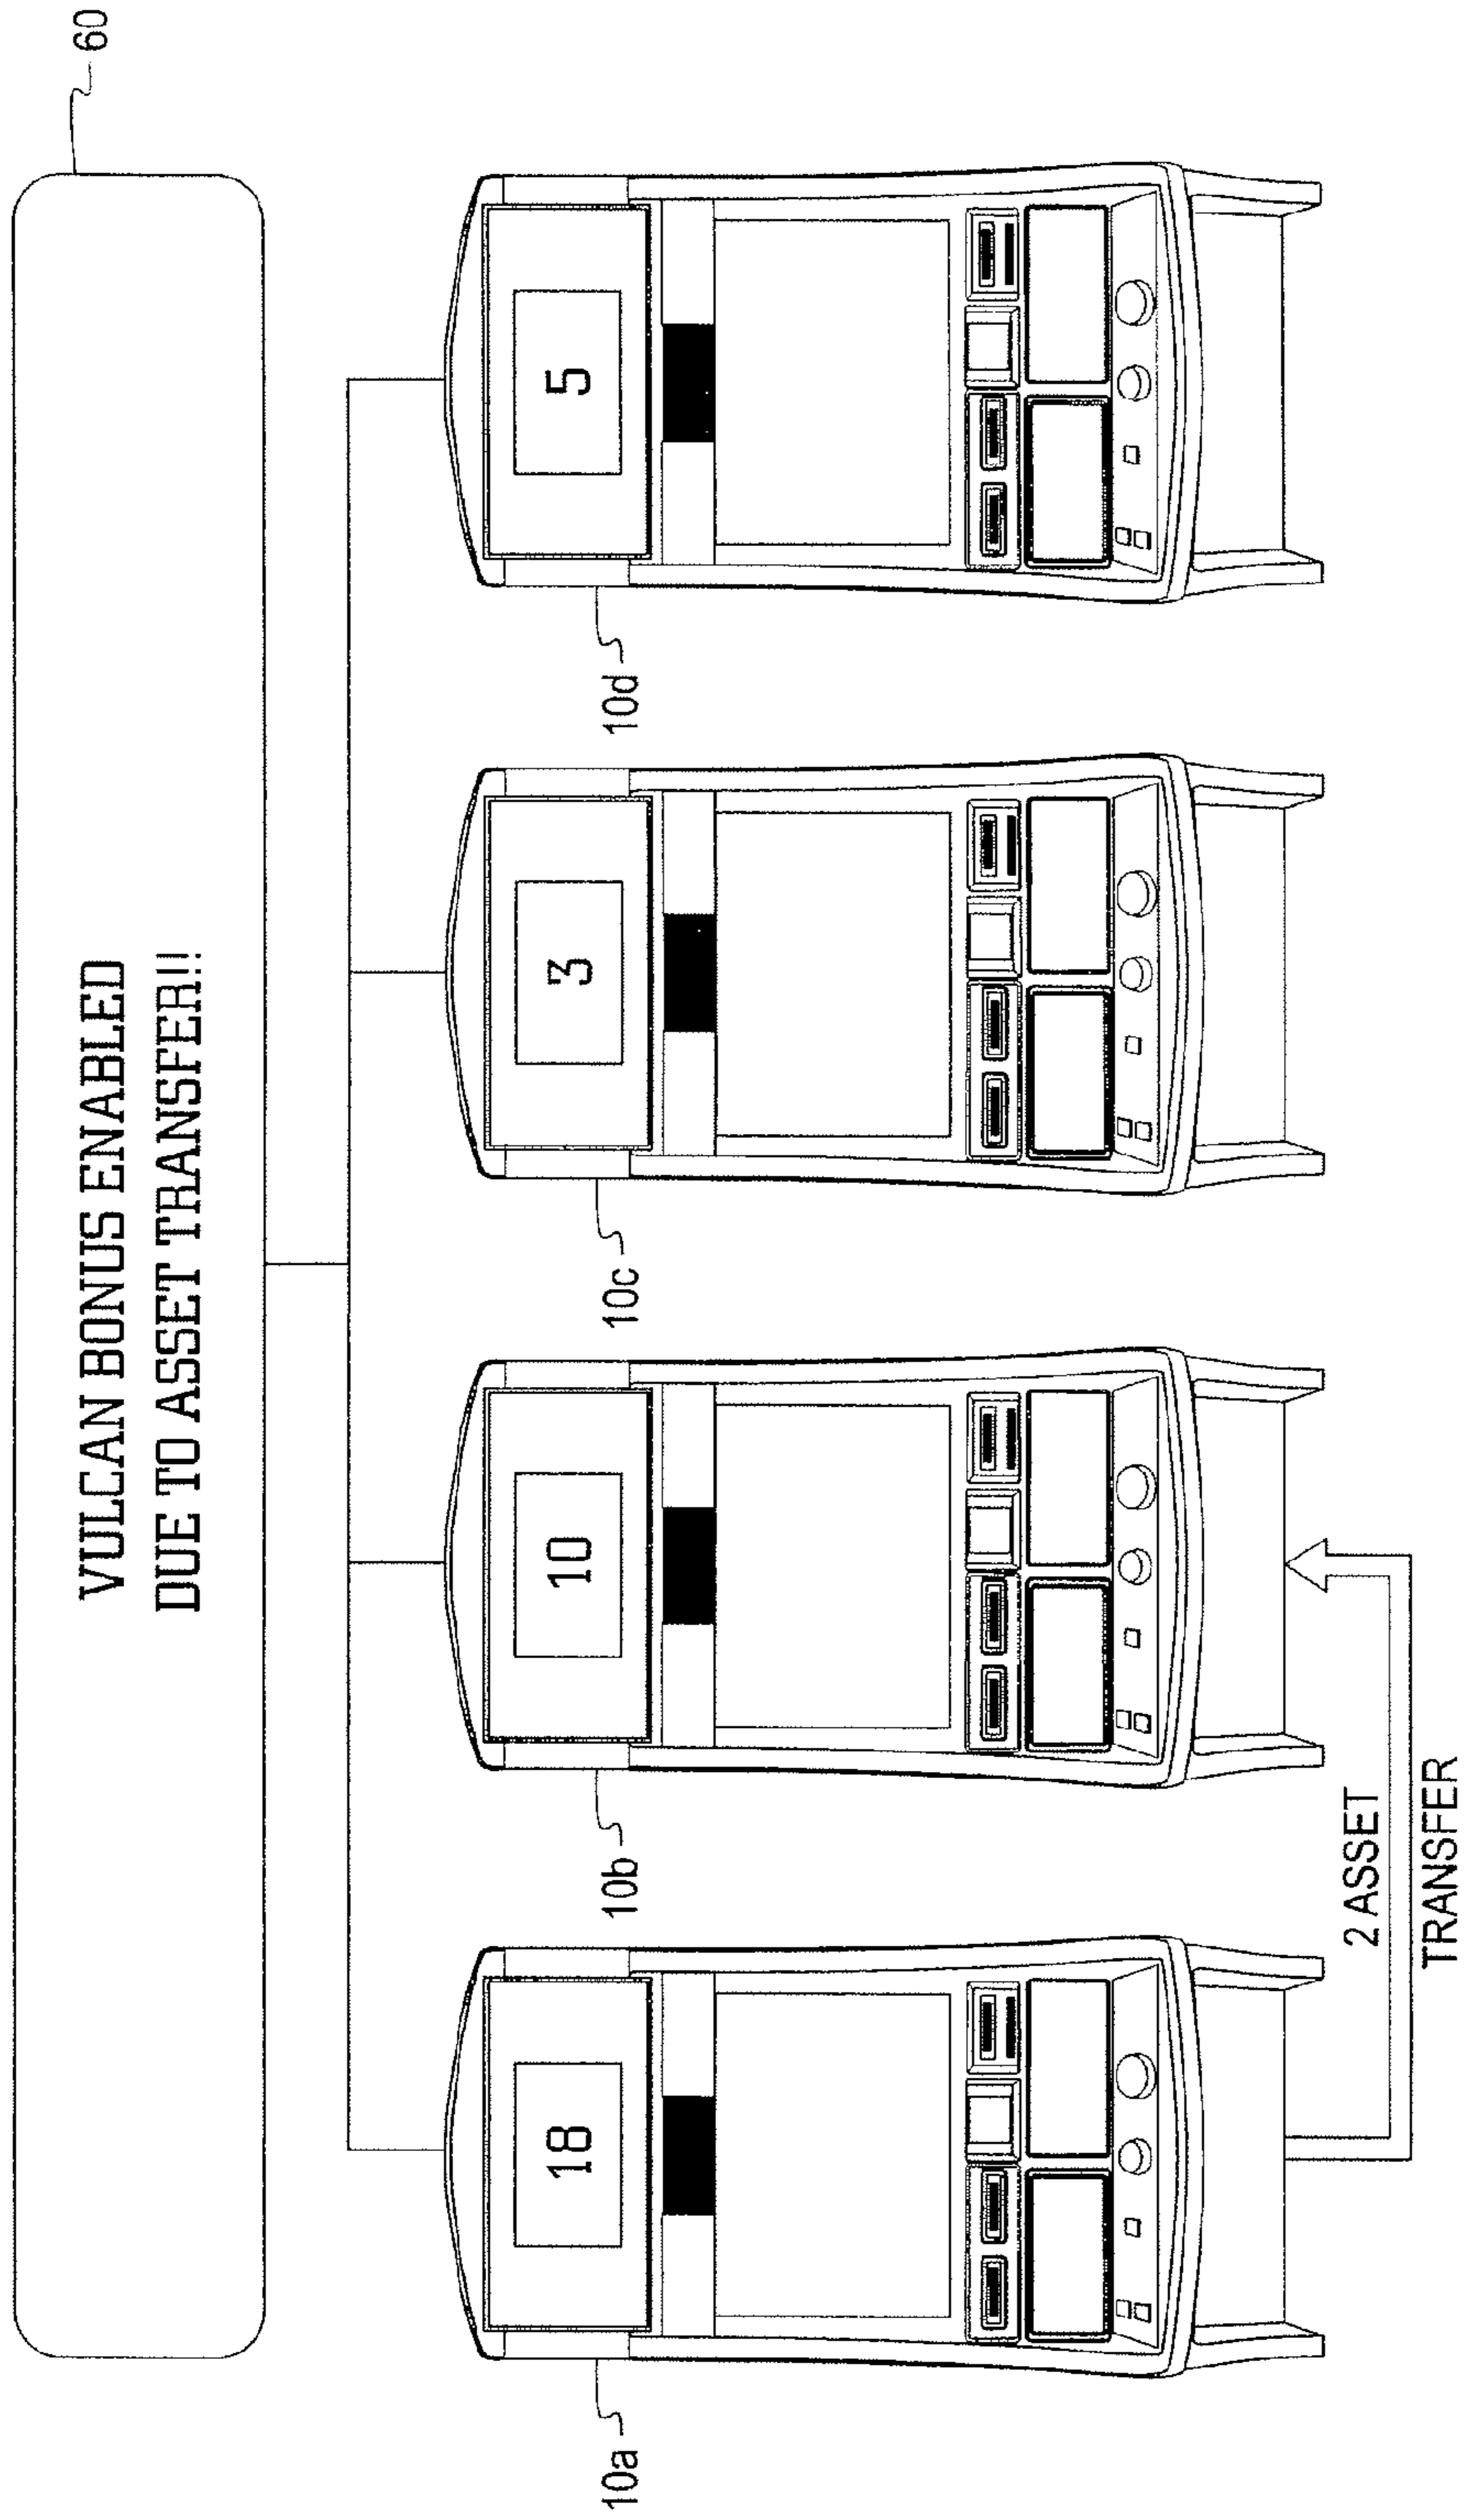 60
VULCAN BONUS ENABLED
DUE TO ASSET TRANSFER!!
18
10
3
5
10a
10b
10c
10d
2 ASSET
TRANSFER